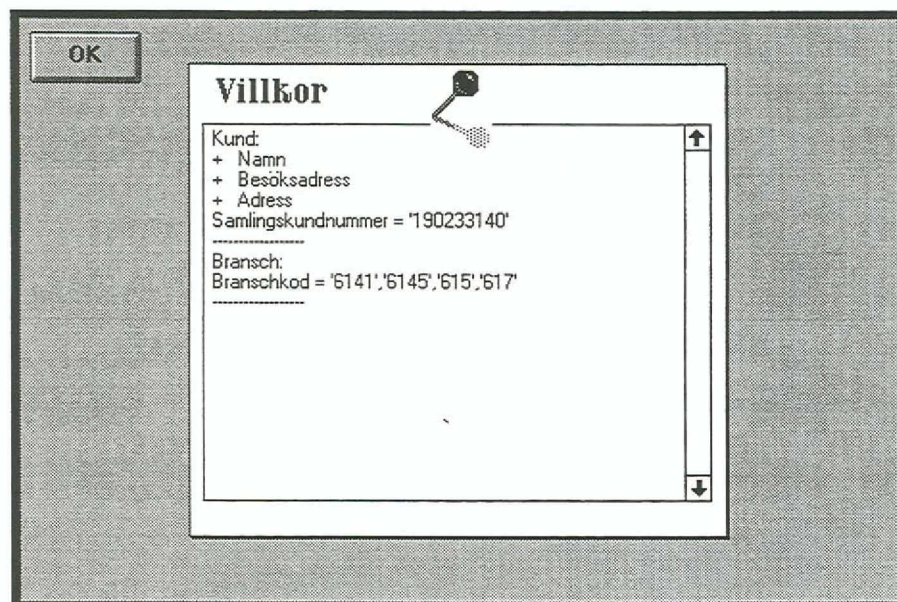 OK
Villkor
Kund:
+ Namn
+ Besöksadress
+ Adress
Samlingskundnummer = '190233140'
------------------
Bransch:
Branschkod = '6141','6145','615','617'
------------------